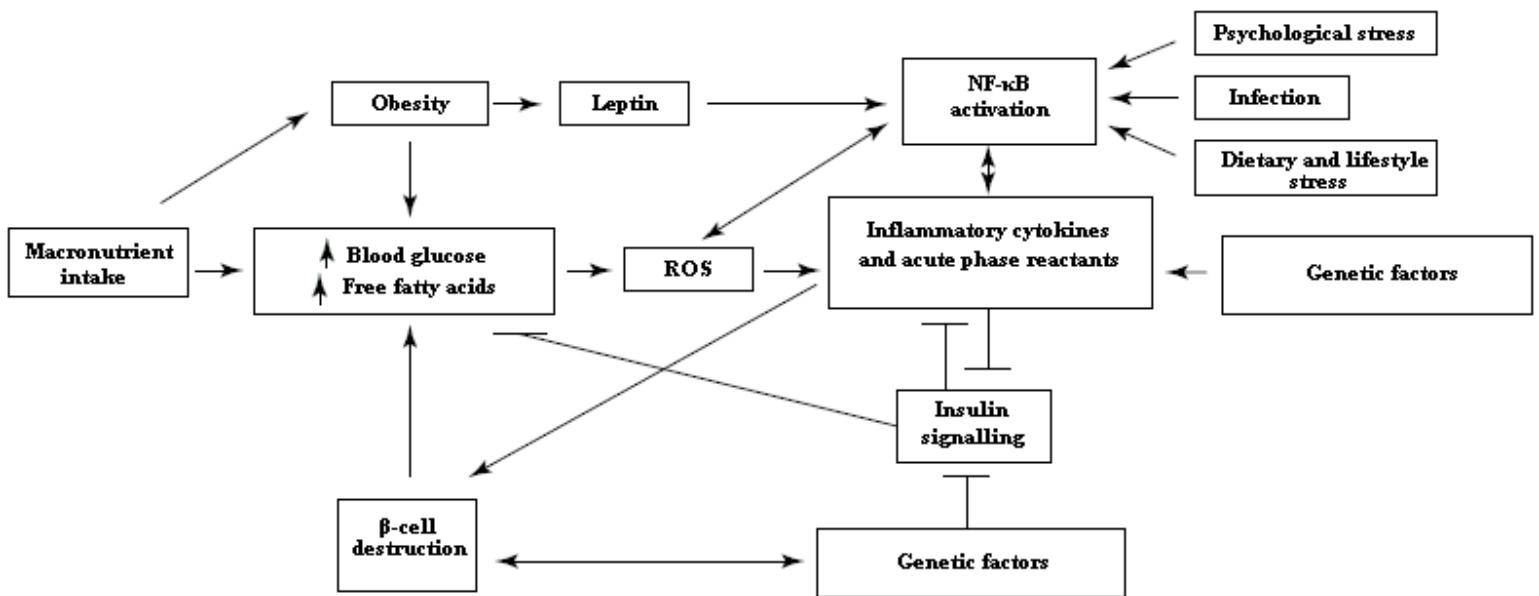 Psychological stress
Obesity
Leptin
NF-κB
activation
Infection
Dietary and lifestyle
stress
Macronutrient
intake
Blood glucose
Free fatty acids
ROS
Inflammatory cytokines
and acute phase reactants
Genetic factors
Insulin
signalling
β-cell
destruction
Genetic factors